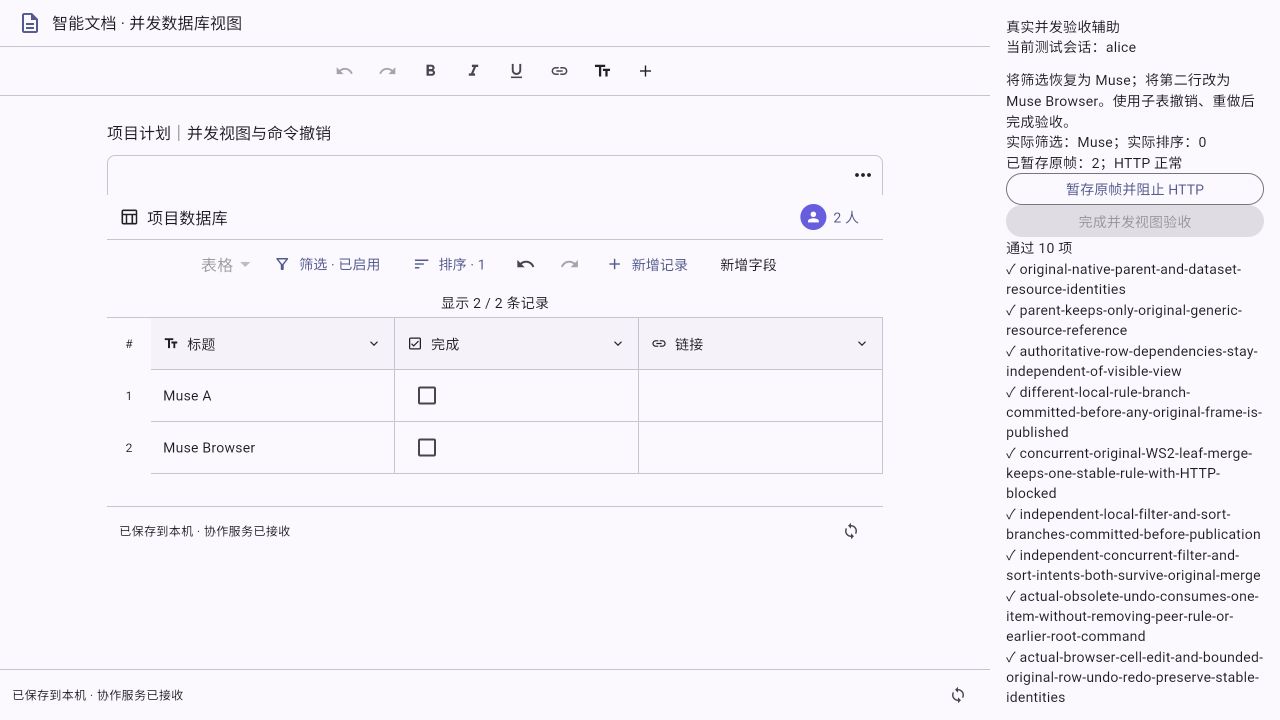 智能文档 · 并发数据库视图
B I U Tт +
项目计划｜并发视图与命令撤销
•••
项目数据库
2 人
表格 筛选 · 已启用 排序 · 1 新增记录 新增字段
显示 2 / 2 条记录
# 标题 完成 链接
1 Muse A
2 Muse Browser
已保存到本机 · 协作服务已接收
已保存到本机 · 协作服务已接收
真实并发验收辅助
当前测试会话：alice
将筛选恢复为 Muse；将第二行改为
Muse Browser。使用子表撤销、重做后
完成验收。
实际筛选：Muse；实际排序：0
已暂存原帧：2；HTTP 正常
暂存原帧并阻止 HTTP
完成并发视图验收
通过 10 项
✓ original-native-parent-and-dataset-
resource-identities
✓ parent-keeps-only-original-generic-
resource-reference
✓ authoritative-row-dependencies-stay-
independent-of-visible-view
✓ different-local-rule-branch-
committed-before-any-original-frame-is-
published
✓ concurrent-original-WS2-leaf-merge-
keeps-one-stable-rule-with-HTTP-
blocked
✓ independent-local-filter-and-sort-
branches-committed-before-publication
✓ independent-concurrent-filter-and-
sort-intents-both-survive-original-merge
✓ actual-obsolete-undo-consumes-one-
item-without-removing-peer-rule-or-
earlier-root-command
✓ actual-browser-cell-edit-and-bounded-
original-row-undo-redo-preserve-stable-
identities